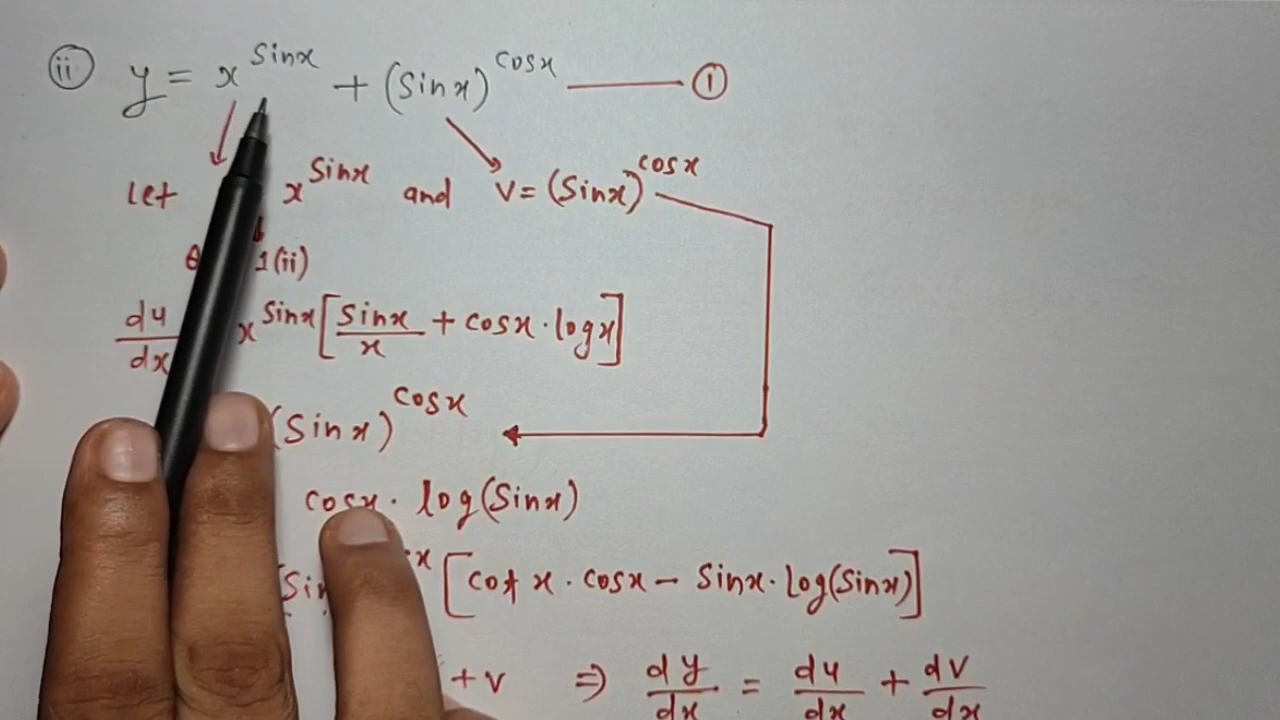 (ii) y = x^Sinx + (Sinx)^cosx —— ①
Let x^Sinx and v = (Sinx)^cosx
1(ii)
du/dx x^Sinx [Sinx/x + cosx · logx]
(Sinx)^cosx
cosx · log(Sinx)
[cot x · cosx – Sinx · log(Sinx)]
+ v ⇒ dy/dx = du/dx + dv/dx